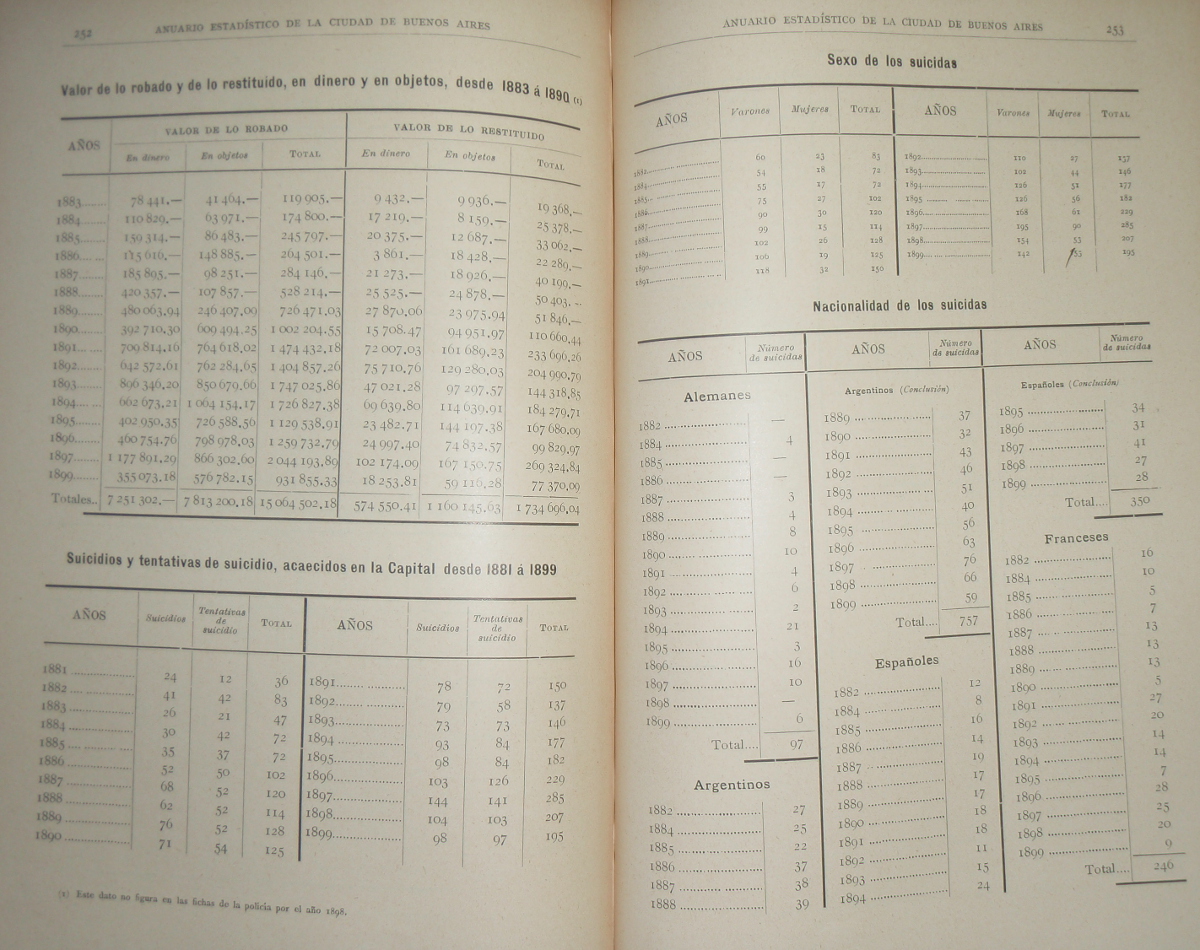 252 ANUARIO ESTADÍSTICO DE LA CIUDAD DE BUENOS AIRES
Valor de lo robado y de lo restituido, en dinero y en objetos, desde 1883 á 1890 (1)
AÑOS VALOR DE LO ROBADO VALOR DE LO RESTITUIDO
En dinero En objetos TOTAL En dinero En objetos TOTAL
1883 78 441.— 41 464.— 119 905.— 9 432.— 9 936.— 19 368.—
1884 110 829.— 63 971.— 174 800.— 17 219.— 8 159.— 25 378.—
1885 159 314.— 86 483.— 245 797.— 20 375.— 12 687.— 33 062.—
1886 115 616.— 148 885.— 264 501.— 3 861.— 18 428.— 22 289.—
1887 185 895.— 98 251.— 284 146.— 21 273.— 18 926.— 40 199.—
1888 420 357.— 107 857.— 528 214.— 25 525.— 24 878.— 50 403.—
1889 480 063.94 246 407.09 726 471.03 27 870.06 23 975.94 51 846.—
1890 392 710.30 609 494.25 1 002 204.55 15 708.47 94 951.97 110 660.44
1891 709 814.16 764 618.02 1 474 432.18 72 007.03 161 689.23 233 696.26
1892 642 572.61 762 284.65 1 404 857.26 75 710.76 129 280.03 204 990.79
1893 896 346.20 850 679.66 1 747 025.86 47 021.28 97 297.57 144 318.85
1894 662 673.21 1 064 154.17 1 726 827.38 69 639.80 114 639.91 184 279.71
1895 402 950.35 726 588.56 1 129 538.91 23 482.71 144 197.38 167 680.09
1896 460 754.76 798 978.03 1 259 732.79 24 997.40 74 832.57 99 829.97
1897 1 177 891.29 866 302.60 2 044 193.89 102 174.09 167 150.75 269 324.84
1899 355 073.18 576 782.15 931 855.33 18 253.81 59 116.28 77 370.09
Totales.. 7 251 302.— 7 813 200.18 15 064 502.18 574 550.41 1 160 145.63 1 734 696.04
Suicidios y tentativas de suicidio, acaecidos en la Capital desde 1881 á 1899
AÑOS Suicidios Tentativas de suicidio TOTAL AÑOS Suicidios Tentativas de suicidio TOTAL
1881 24 12 36 1891 78 72 150
1882 41 42 83 1892 79 58 137
1883 26 21 47 1893 73 73 146
1884 30 42 72 1894 93 84 177
1885 35 37 72 1895 98 84 182
1886 52 50 102 1896 103 126 229
1887 68 52 120 1897 144 141 285
1888 62 52 114 1898 104 103 207
1889 76 52 128 1899 98 97 195
1890 71 54 125
(1) Este dato no figura en las fichas de la policía por el año 1898.
ANUARIO ESTADÍSTICO DE LA CIUDAD DE BUENOS AIRES 253
Sexo de los suicidas
AÑOS Varones Mujeres TOTAL AÑOS Varones Mujeres TOTAL
1882 60 23 83 1892 110 27 137
1884 54 18 72 1893 102 44 146
1885 55 17 72 1894 126 51 177
1886 75 27 102 1895 126 56 182
1887 90 30 120 1896 168 61 229
1888 99 15 114 1897 195 90 285
1889 102 26 128 1898 154 53 207
1890 106 19 125 1899 142 53 195
1891 118 32 150
Nacionalidad de los suicidas
AÑOS Número de suicidas
Alemanes
1882 —
1884 4
1885 —
1886 —
1887 3
1888 4
1889 8
1890 10
1891 4
1892 6
1893 2
1894 21
1895 3
1896 16
1897 10
1898 —
1899 6
Total.... 97
Argentinos
1882 27
1884 25
1885 22
1886 37
1887 38
1888 39
AÑOS Número de suicidas
Argentinos (Conclusión)
1889 37
1890 32
1891 43
1892 46
1893 51
1894 40
1895 56
1896 63
1897 76
1898 66
1899 59
Total.... 757
Españoles
1882 12
1884 8
1885 16
1886 14
1887 19
1888 17
1889 17
1890 18
1891 18
1892 11
1893 15
1894 24
AÑOS Número de suicidas
Españoles (Conclusión)
1895 34
1896 31
1897 41
1898 27
1899 28
Total.... 350
Franceses
1882 16
1884 10
1885 5
1886 7
1887 13
1888 13
1889 13
1890 5
1891 27
1892 20
1893 14
1894 14
1895 7
1896 28
1897 25
1898 20
1899 9
Total.... 246